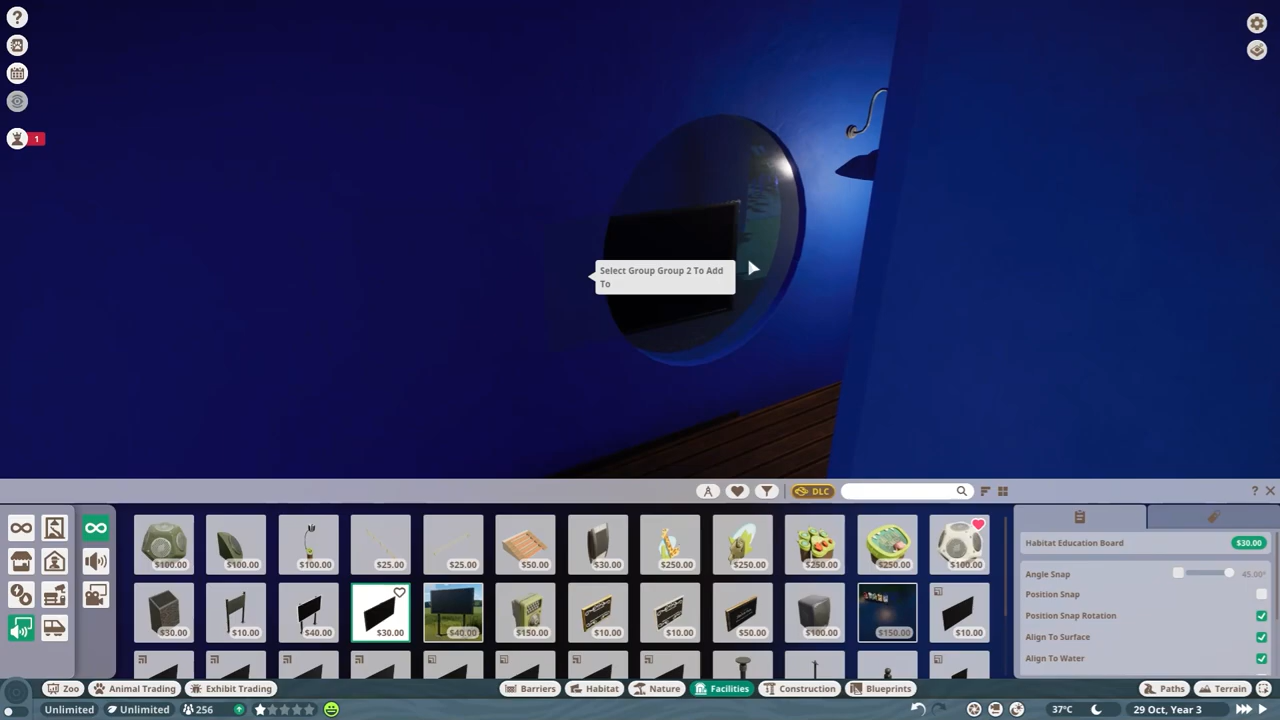 ?
1
Select Group Group 2 To Add
To
DLC
?
$100.00
$100.00
$100.00
$25.00
$25.00
$50.00
$30.00
$250.00
$250.00
$250.00
$250.00
$100.00
$30.00
$10.00
$40.00
$30.00
$40.00
$150.00
$10.00
$10.00
$50.00
$100.00
$150.00
$10.00
Habitat Education Board
$30.00
Angle Snap
45.00°
Position Snap
Position Snap Rotation
Align To Surface
Align To Water
Zoo
Animal Trading
Exhibit Trading
Barriers
Habitat
Nature
Facilities
Construction
Blueprints
Paths
Terrain
Unlimited
Unlimited
256
37°C
29 Oct, Year 3